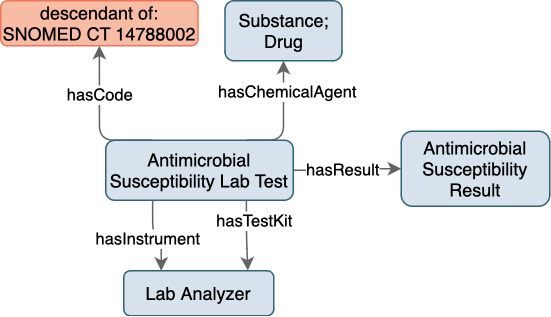 descendant of:
SNOMED CT 14788002
Substance;
Drug
hasCode
hasChemicalAgent
Antimicrobial
Susceptibility Lab Test
hasResult
Antimicrobial
Susceptibility
Result
hasInstrument
hasTestKit
Lab Analyzer